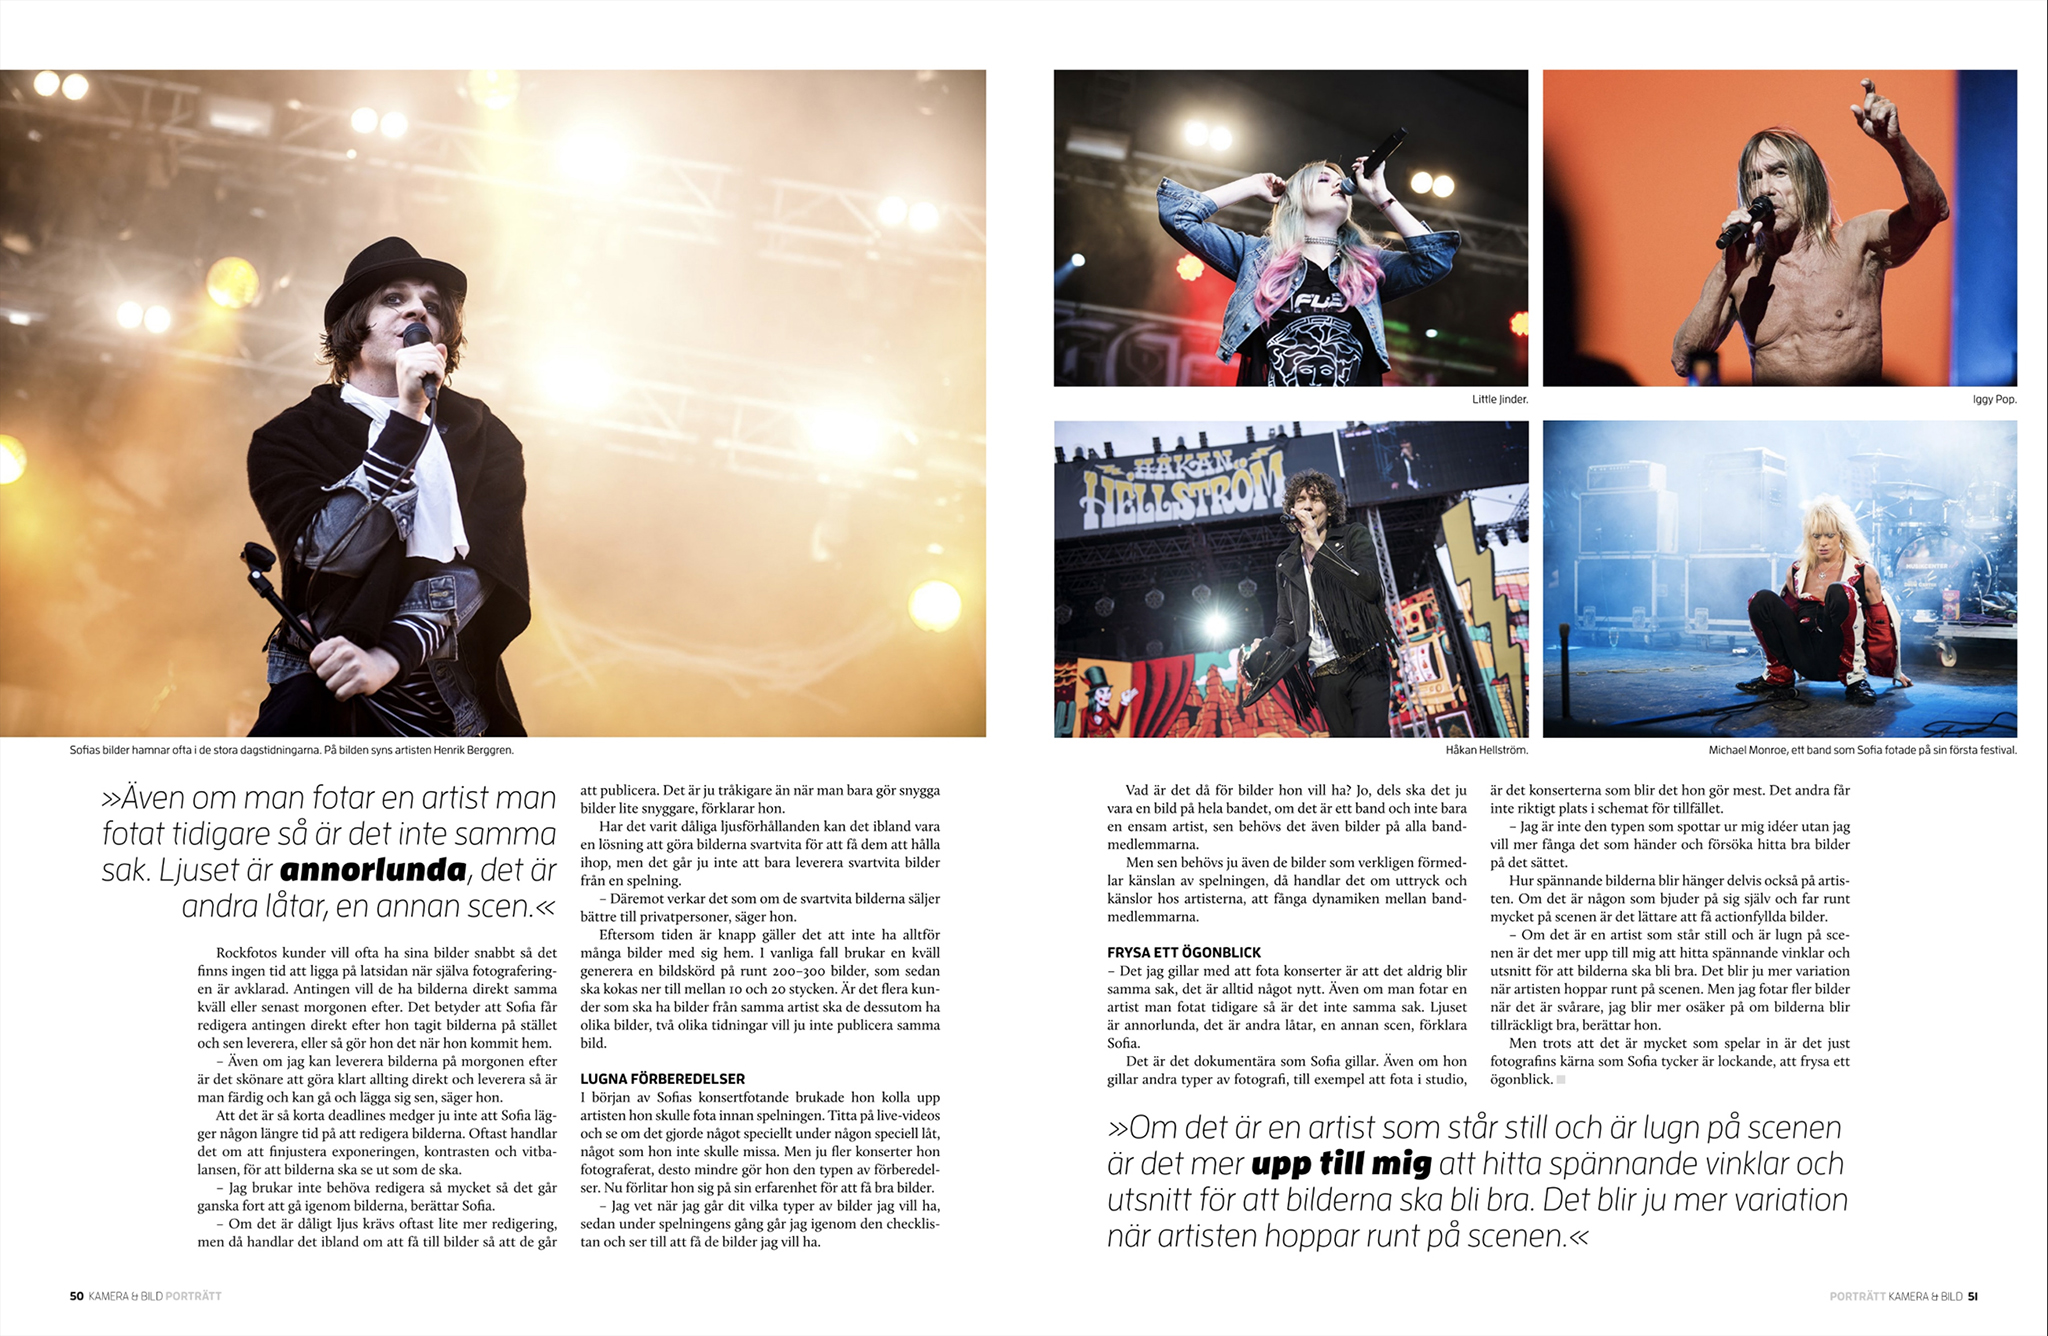 Sofias bilder hamnar ofta i de stora dagstidningarna. På bilden syns artisten Henrik Berggren.
»Även om man fotar en artist man
fotat tidigare så är det inte samma
sak. Ljuset är annorlunda, det är
andra låtar, en annan scen.«
Rockfotos kunder vill ofta ha sina bilder snabbt så det
finns ingen tid att ligga på latsidan när själva fotografering-
en är avklarad. Antingen vill de ha bilderna direkt samma
kväll eller senast morgonen efter. Det betyder att Sofia får
redigera antingen direkt efter hon tagit bilderna på stället
och sen leverera, eller så gör hon det när hon kommit hem.
– Även om jag kan leverera bilderna på morgonen efter
är det skönare att göra klart allting direkt och leverera så är
man färdig och kan gå och lägga sig sen, säger hon.
Att det är så korta deadlines medger ju inte att Sofia läg-
ger någon längre tid på att redigera bilderna. Oftast handlar
det om att finjustera exponeringen, kontrasten och vitba-
lansen, för att bilderna ska se ut som de ska.
– Jag brukar inte behöva redigera så mycket så det går
ganska fort att gå igenom bilderna, berättar Sofia.
– Om det är dåligt ljus krävs oftast lite mer redigering,
men då handlar det ibland om att få till bilder så att de går
att publicera. Det är ju tråkigare än när man bara gör snygga
bilder lite snyggare, förklarar hon.
Har det varit dåliga ljusförhållanden kan det ibland vara
en lösning att göra bilderna svartvita för att få dem att hålla
ihop, men det går ju inte att bara leverera svartvita bilder
från en spelning.
– Däremot verkar det som om de svartvita bilderna säljer
bättre till privatpersoner, säger hon.
Eftersom tiden är knapp gäller det att inte ha alltför
många bilder med sig hem. I vanliga fall brukar en kväll
generera en bildskörd på runt 200–300 bilder, som sedan
ska kokas ner till mellan 10 och 20 stycken. Är det flera kun-
der som ska ha bilder från samma artist ska de dessutom ha
olika bilder, två olika tidningar vill ju inte publicera samma
bild.
LUGNA FÖRBEREDELSER
I början av Sofias konsertfotande brukade hon kolla upp
artisten hon skulle fota innan spelningen. Titta på live-videos
och se om det gjorde något speciellt under någon speciell låt,
något som hon inte skulle missa. Men ju fler konserter hon
fotograferat, desto mindre gör hon den typen av förberedel-
ser. Nu förlitar hon sig på sin erfarenhet för att få bra bilder.
– Jag vet när jag går dit vilka typer av bilder jag vill ha,
sedan under spelningens gång går jag igenom den checklis-
tan och ser till att få de bilder jag vill ha.
50 KAMERA & BILD PORTRÄTT
FUS
Little Jinder.
Iggy Pop.
HÅKAN
HELLSTRÖM
Håkan Hellström.
MUSIKCENTER
Michael Monroe, ett band som Sofia fotade på sin första festival.
Vad är det då för bilder hon vill ha? Jo, dels ska det ju
vara en bild på hela bandet, om det är ett band och inte bara
en ensam artist, sen behövs det även bilder på alla band-
medlemmarna.
Men sen behövs ju även de bilder som verkligen förmed-
lar känslan av spelningen, då handlar det om uttryck och
känslor hos artisterna, att fånga dynamiken mellan band-
medlemmarna.
FRYSA ETT ÖGONBLICK
– Det jag gillar med att fota konserter är att det aldrig blir
samma sak, det är alltid något nytt. Även om man fotar en
artist man fotat tidigare så är det inte samma sak. Ljuset
är annorlunda, det är andra låtar, en annan scen, förklara
Sofia.
Det är det dokumentära som Sofia gillar. Även om hon
gillar andra typer av fotografi, till exempel att fota i studio,
är det konserterna som blir det hon gör mest. Det andra får
inte riktigt plats i schemat för tillfället.
– Jag är inte den typen som spottar ur mig idéer utan jag
vill mer fånga det som händer och försöka hitta bra bilder
på det sättet.
Hur spännande bilderna blir hänger delvis också på artis-
ten. Om det är någon som bjuder på sig själv och far runt
mycket på scenen är det lättare att få actionfyllda bilder.
– Om det är en artist som står still och är lugn på sce-
nen är det mer upp till mig att hitta spännande vinklar och
utsnitt för att bilderna ska bli bra. Det blir ju mer variation
när artisten hoppar runt på scenen. Men jag fotar fler bilder
när det är svårare, jag blir mer osäker på om bilderna blir
tillräckligt bra, berättar hon.
Men trots att det är mycket som spelar in är det just
fotografins kärna som Sofia tycker är lockande, att frysa ett
ögonblick.
»Om det är en artist som står still och är lugn på scenen
är det mer upp till mig att hitta spännande vinklar och
utsnitt för att bilderna ska bli bra. Det blir ju mer variation
när artisten hoppar runt på scenen.«
PORTRÄTT KAMERA & BILD 51